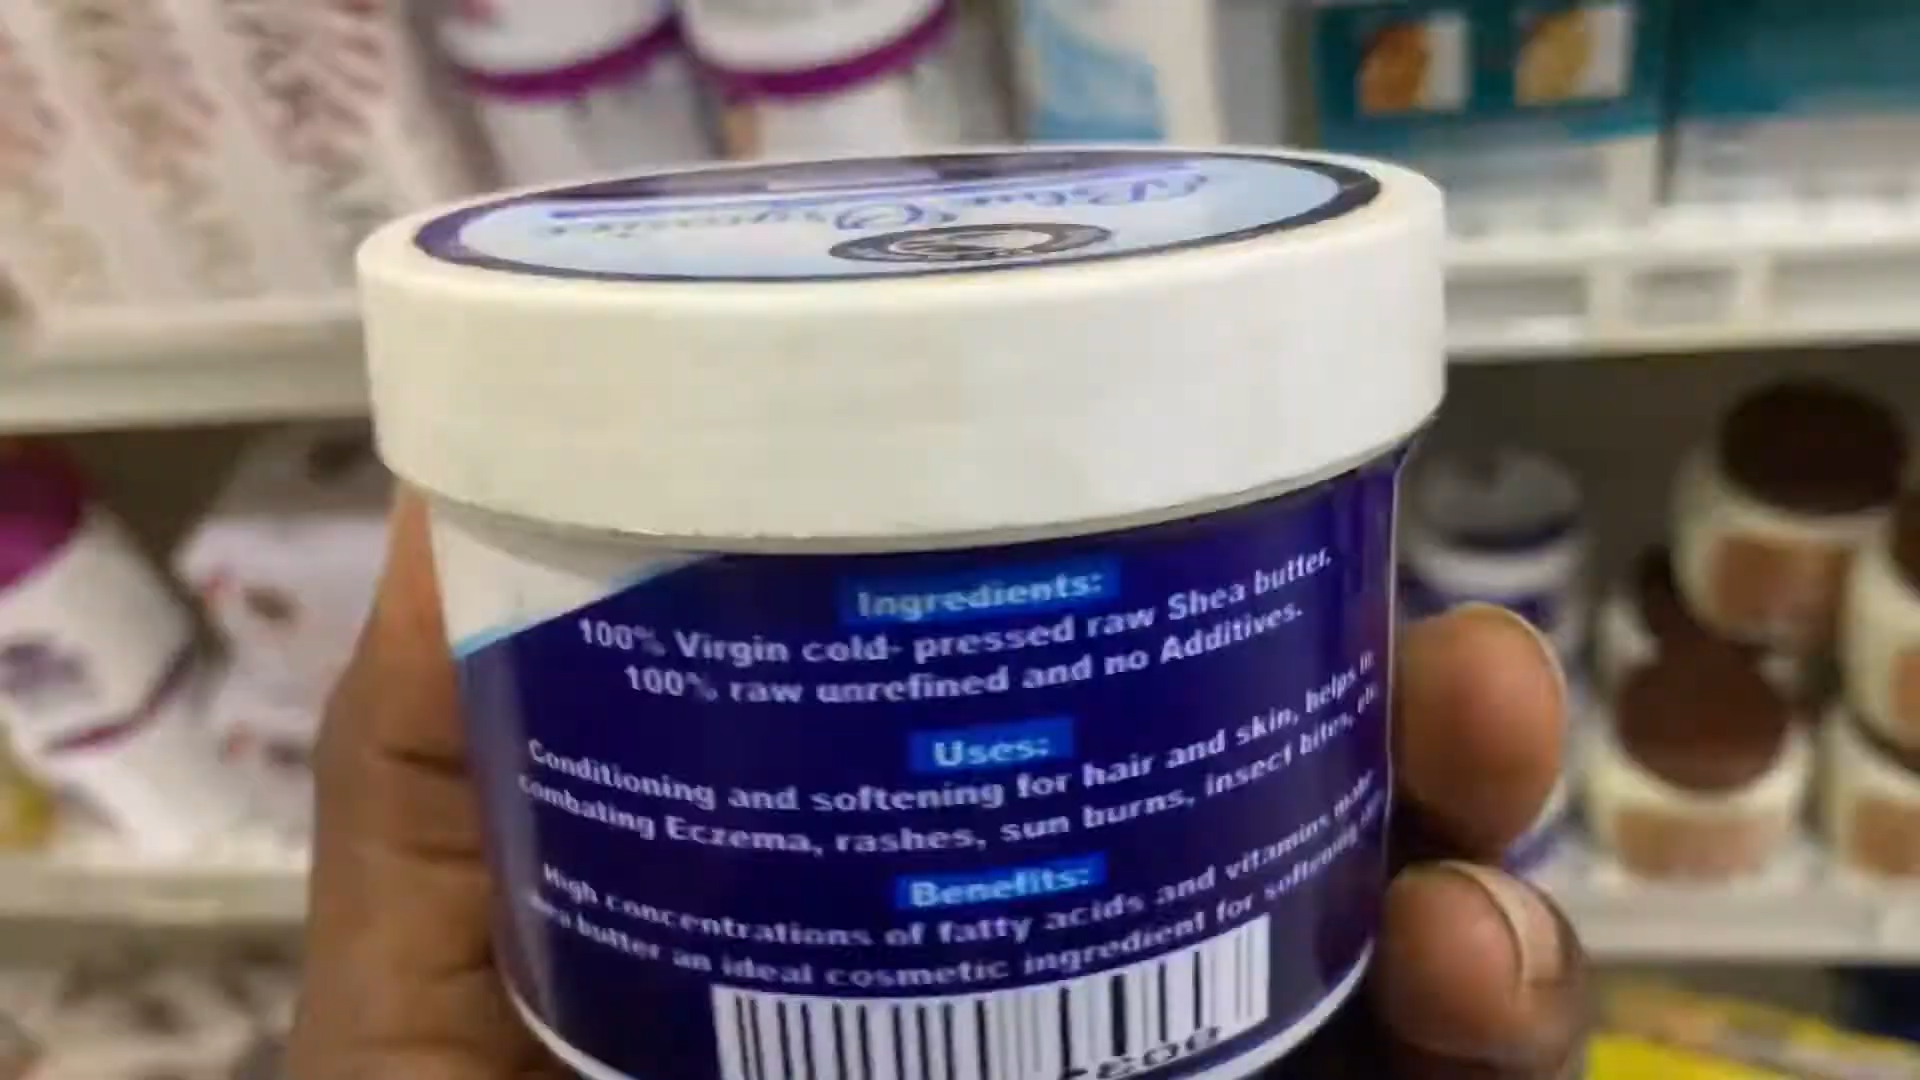 Ingredients:
100% Virgin cold- pressed raw Shea butter.
100% raw unrefined and no Additives.
Uses:
Conditioning and softening for hair and skin, helps in
combating Eczema, rashes, sun burns, insect bites, etc
Benefits:
High concentrations of fatty acids and vitamins make
shea butter an ideal cosmetic ingredient for softening